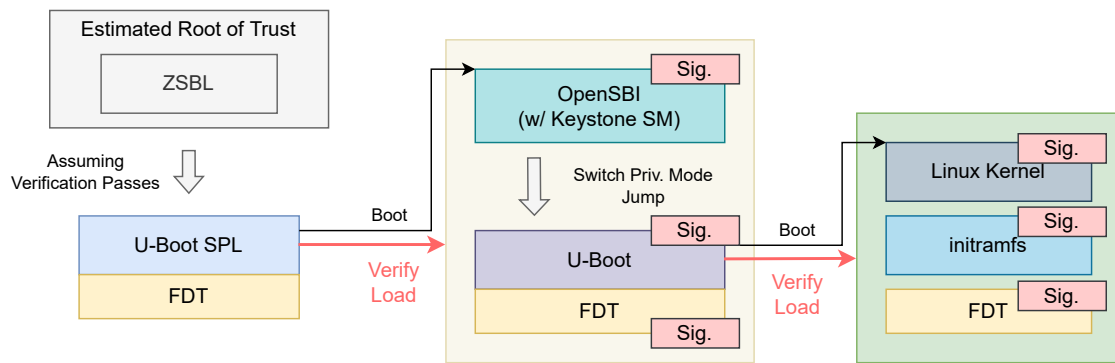 Estimated Root of Trust
ZSBL
Assuming
Verification Passes
U-Boot SPL
FDT
Boot
Verify
Load
Sig.
OpenSBI
(w/ Keystone SM)
Switch Priv. Mode
Jump
Sig.
U-Boot
FDT
Sig.
Boot
Verify
Load
Sig.
Linux Kernel
Sig.
initramfs
Sig.
FDT